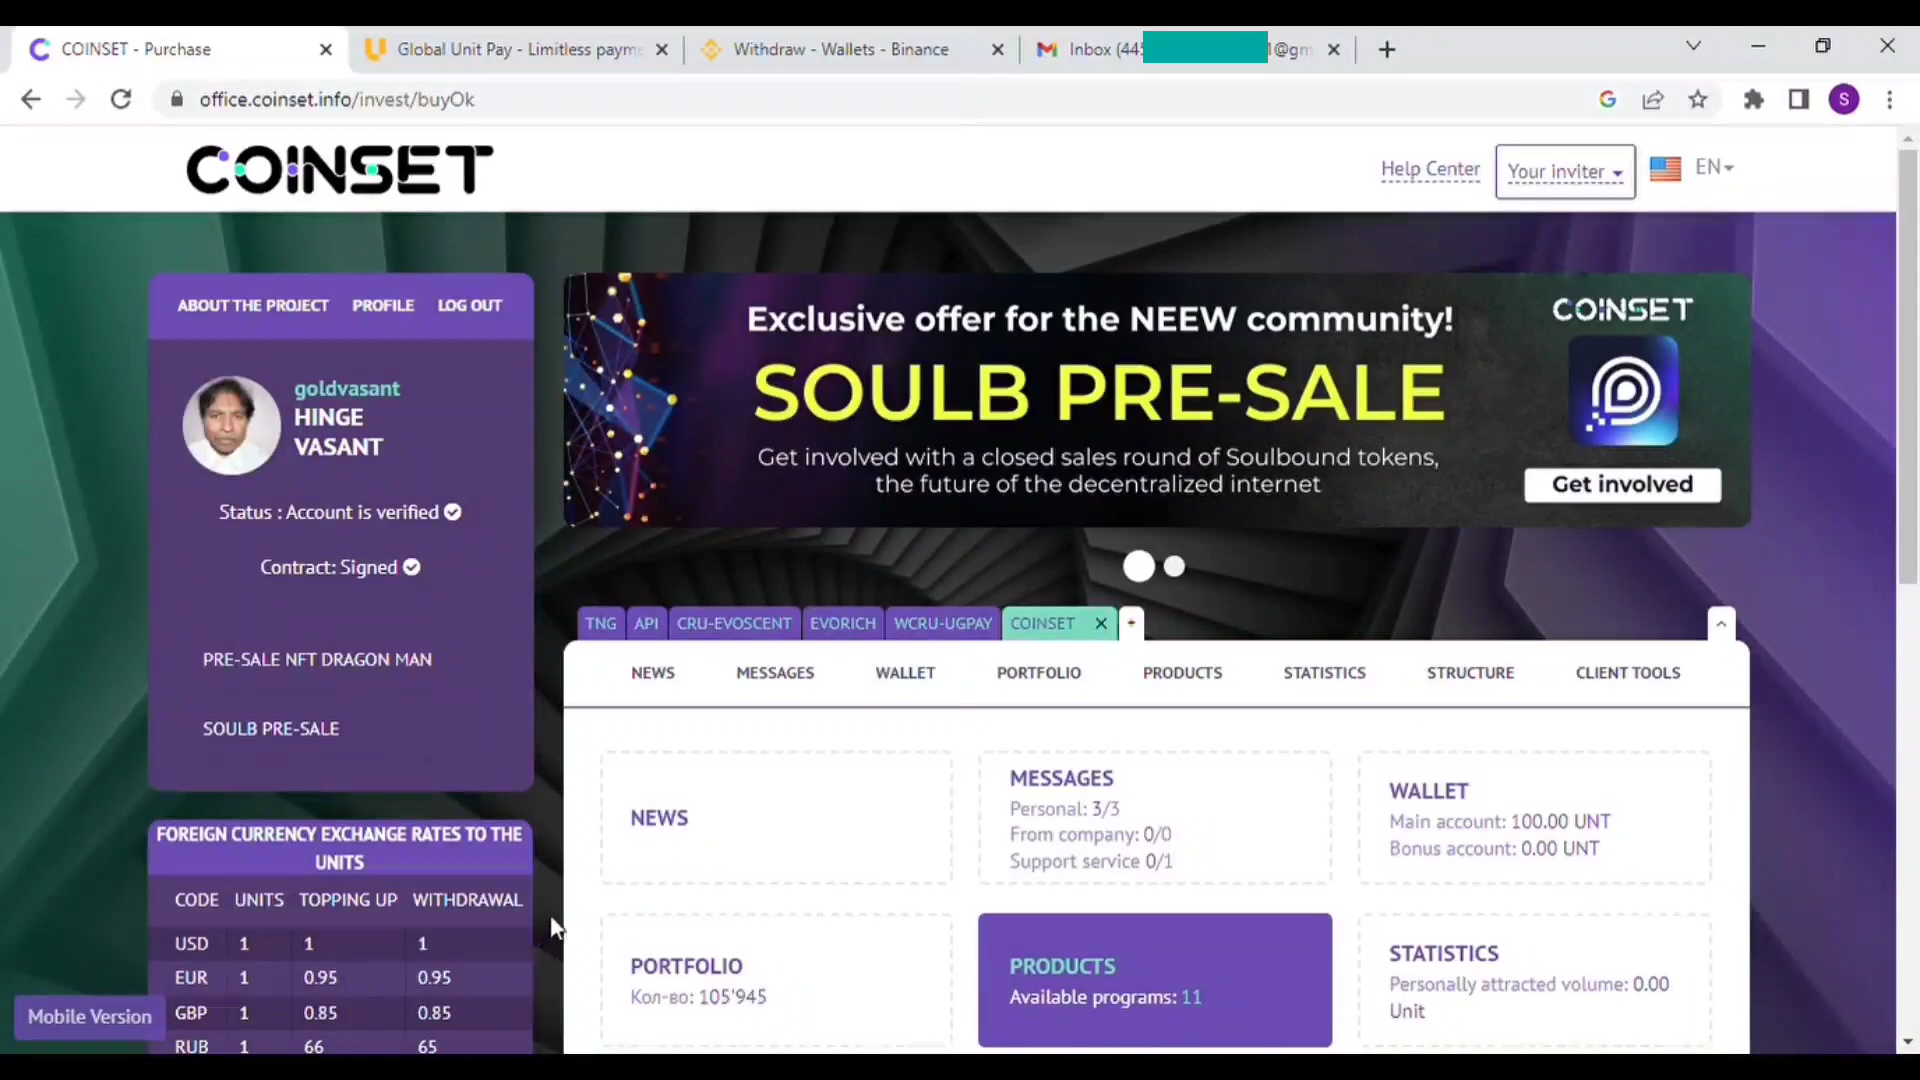 COINSET - Purchase
Global Unit Pay - Limitless payme
Withdraw - Wallets - Binance
Inbox (445
1@gm
office.coinset.info/invest/buyOk
S
COINSET
Help Center
Your inviter
EN
ABOUT THE PROJECT PROFILE LOG OUT
goldvasant
HINGE
VASANT
Status : Account is verified
Contract: Signed
PRE-SALE NFT DRAGON MAN
SOULB PRE-SALE
Exclusive offer for the NEEW community!
SOULB PRE-SALE
Get involved with a closed sales round of Soulbound tokens,
the future of the decentralized internet
COINSET
Get involved
TNG API CRU-EVOSCENT EVORICH WCRU-UGPAY COINSET
NEWS MESSAGES WALLET PORTFOLIO PRODUCTS STATISTICS STRUCTURE CLIENT TOOLS
NEWS
MESSAGES
Personal: 3/3
From company: 0/0
Support service 0/1
WALLET
Main account: 100.00 UNT
Bonus account: 0.00 UNT
PORTFOLIO
Кол-во: 105'945
PRODUCTS
Available programs: 11
STATISTICS
Personally attracted volume: 0.00
Unit
FOREIGN CURRENCY EXCHANGE RATES TO THE
UNITS
CODE UNITS TOPPING UP WITHDRAWAL
USD 1 1 1
EUR 1 0.95 0.95
GBP 1 0.85 0.85
RUB 1 66 65
Mobile Version